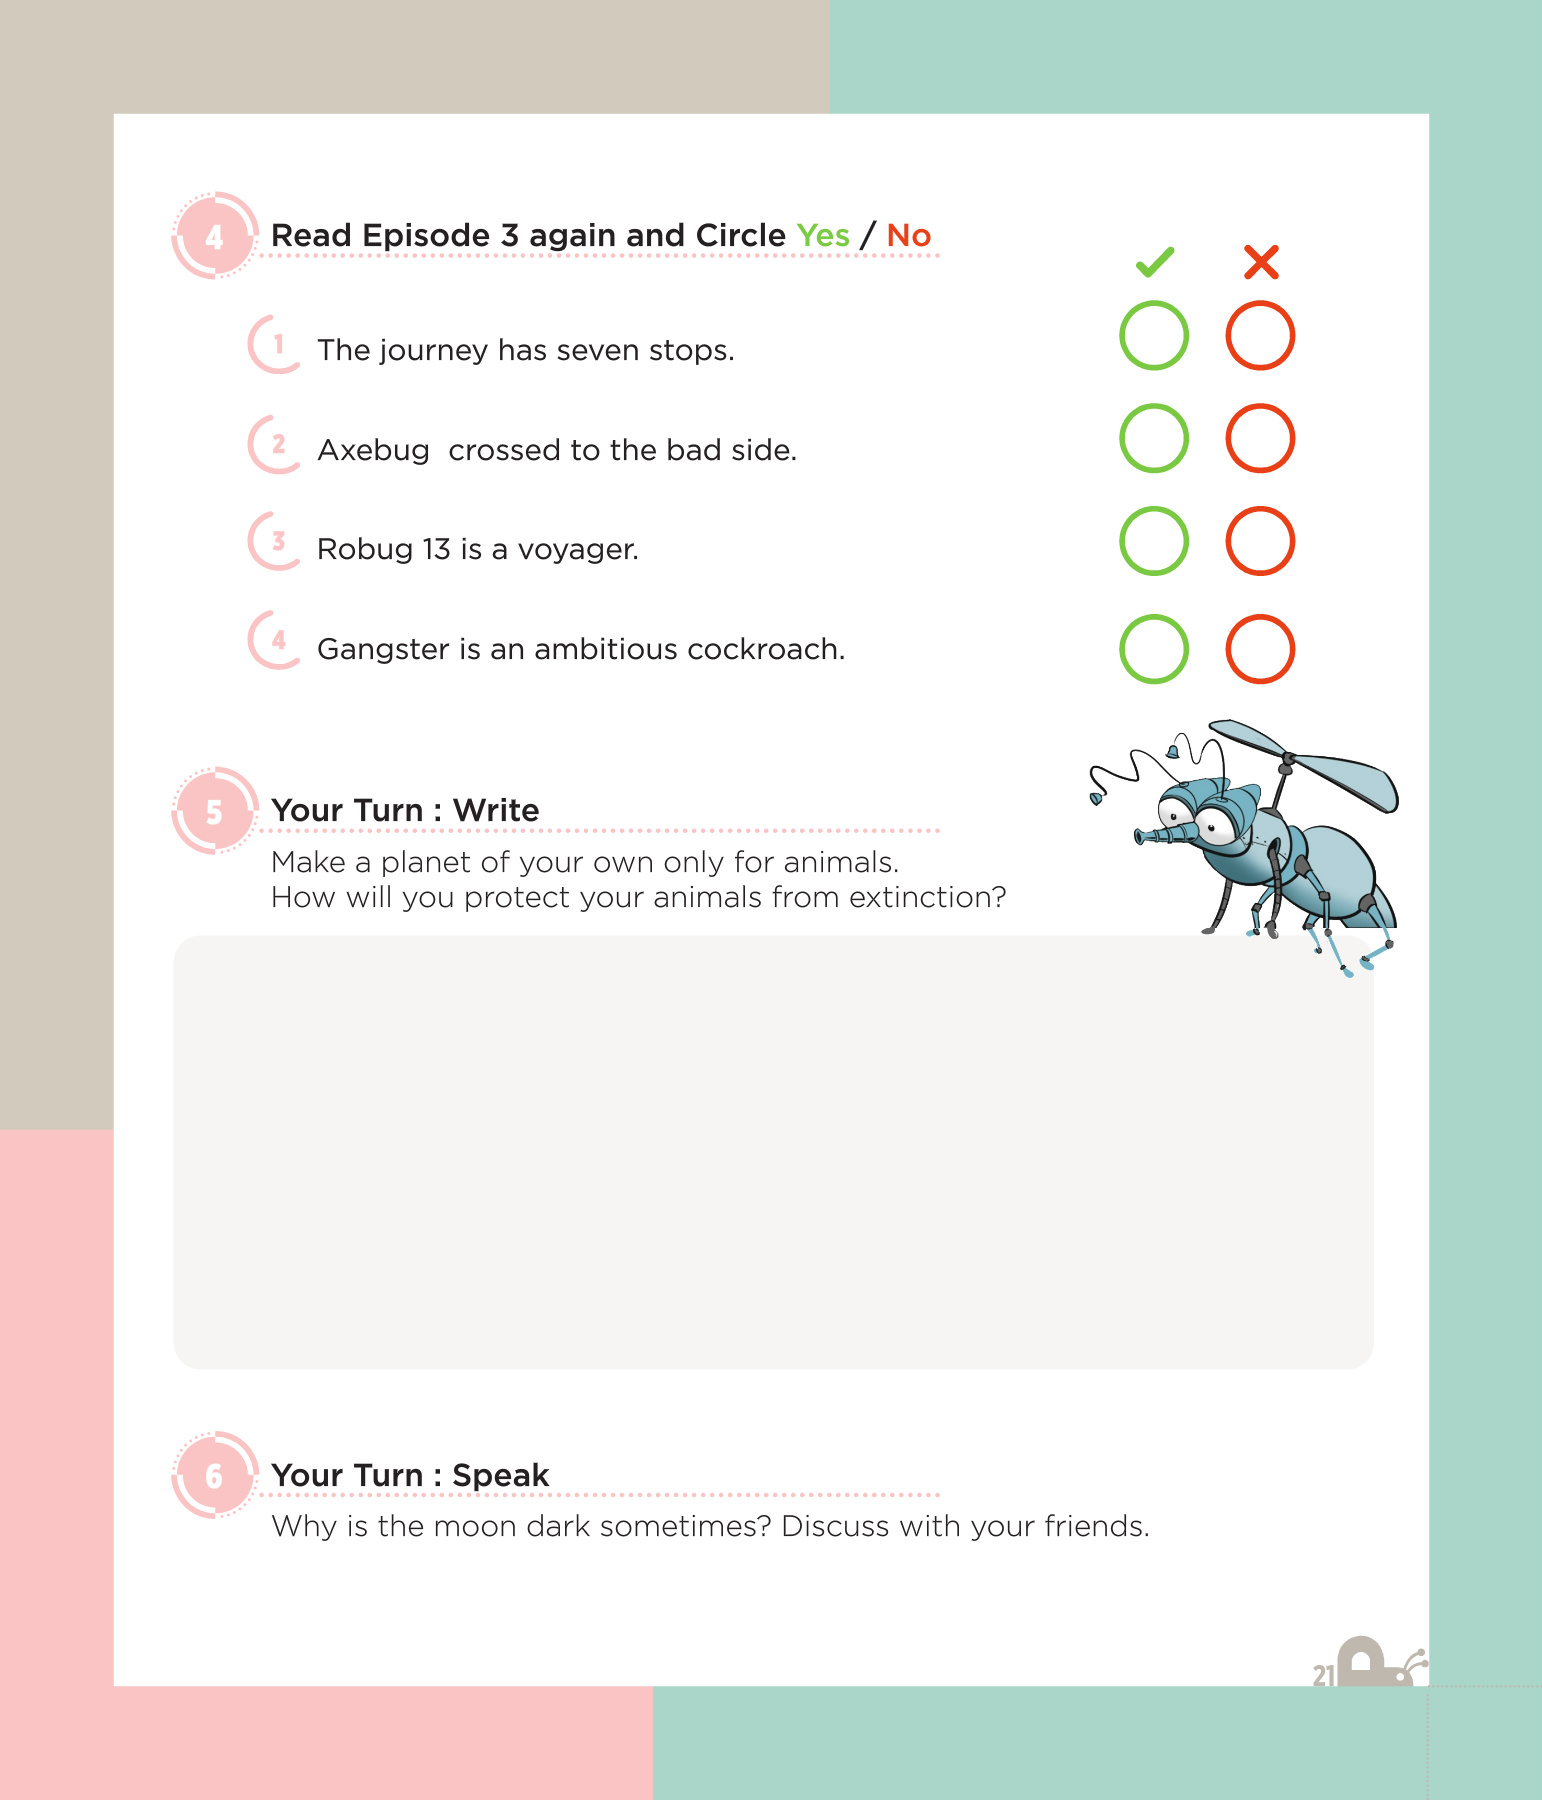 4 Read Episode 3 again and Circle Yes / No
1 The journey has seven stops.
2 Axebug crossed to the bad side.
3 Robug 13 is a voyager.
4 Gangster is an ambitious cockroach.
5 Your Turn : Write
Make a planet of your own only for animals.
How will you protect your animals from extinction?
6 Your Turn : Speak
Why is the moon dark sometimes? Discuss with your friends.
21